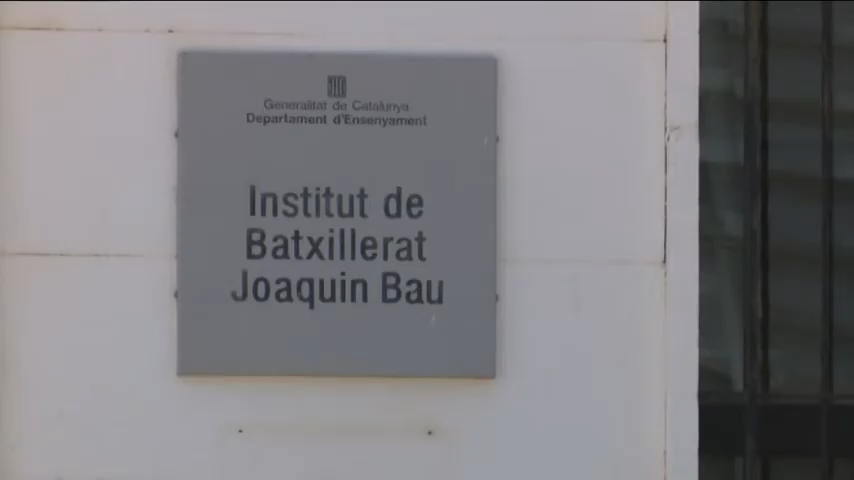 Generalitat de Catalunya
Departament d'Ensenyament
Institut de
Batxillerat
Joaquin Bau